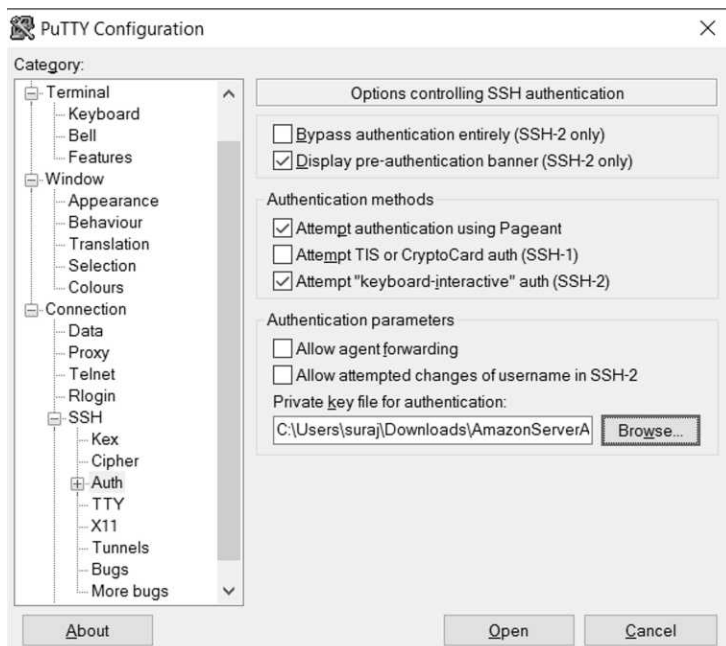 PuTTY Configuration
Category:
Terminal
Keyboard
Bell
Features
Window
Appearance
Behaviour
Translation
Selection
Colours
Connection
Data
Proxy
Telnet
Rlogin
SSH
Kex
Cipher
Auth
TTY
X11
Tunnels
Bugs
More bugs
Options controlling SSH authentication
Bypass authentication entirely (SSH-2 only)
Display pre-authentication banner (SSH-2 only)
Authentication methods
Attempt authentication using Pageant
Attempt TIS or CryptoCard auth (SSH-1)
Attempt "keyboard-interactive" auth (SSH-2)
Authentication parameters
Allow agent forwarding
Allow attempted changes of username in SSH-2
Private key file for authentication:
C:\Users\suraj\Downloads\AmazonServerA
Browse...
About
Open
Cancel